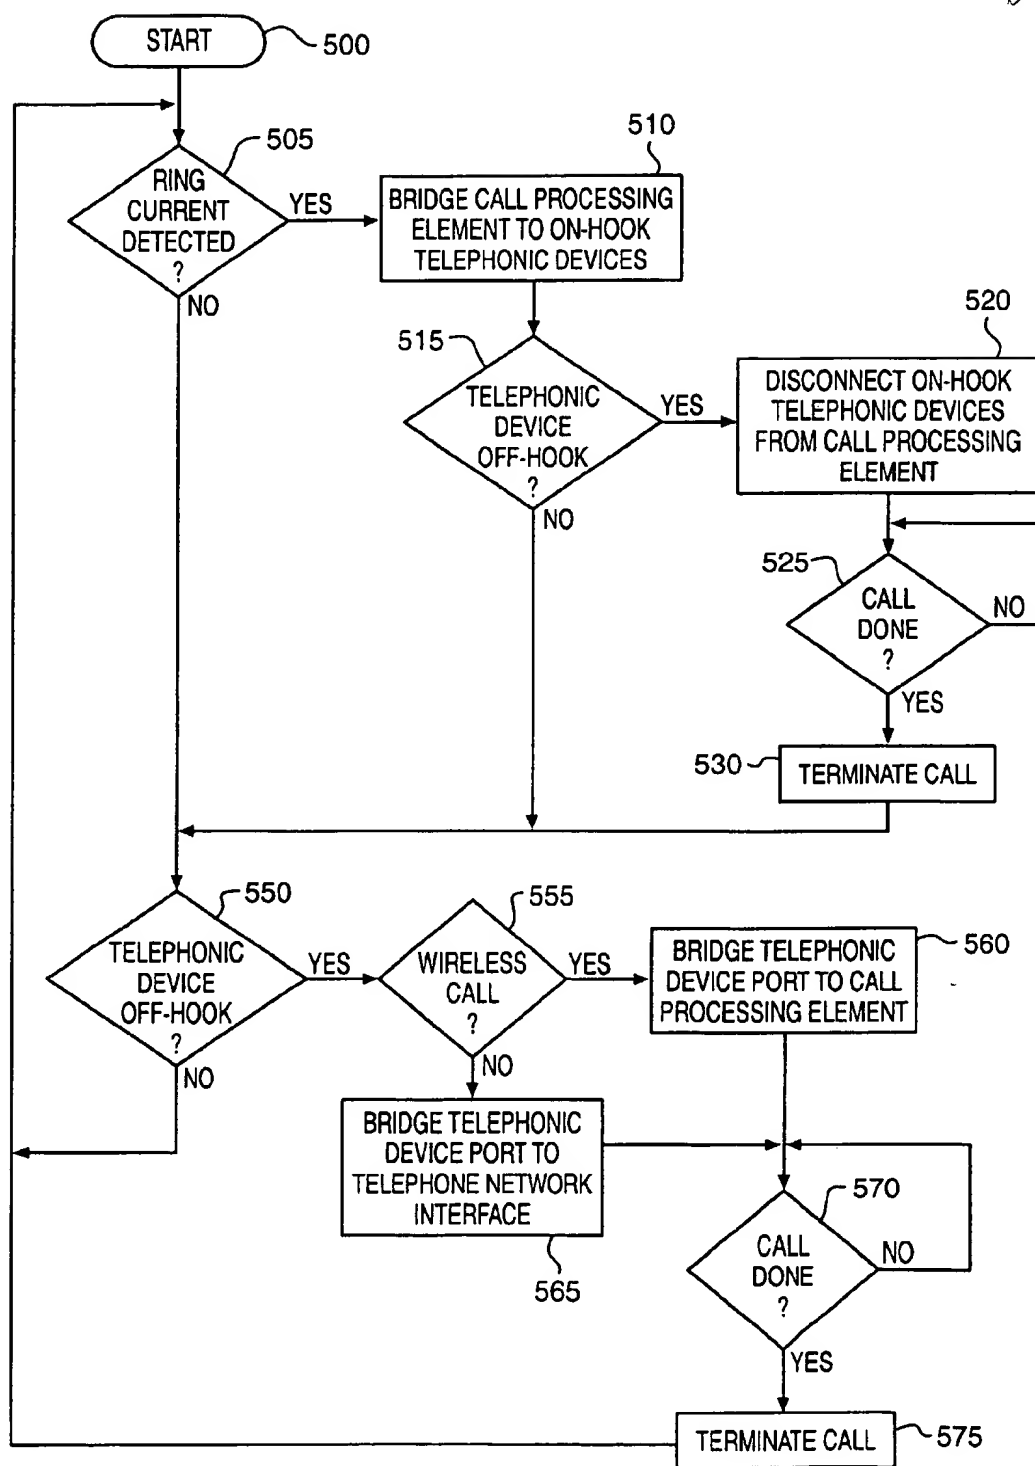 START
500
505
RING
CURRENT
DETECTED
?
YES
NO
510
BRIDGE CALL PROCESSING
ELEMENT TO ON-HOOK
TELEPHONIC DEVICES
515
TELEPHONIC
DEVICE
OFF-HOOK
?
YES
NO
520
DISCONNECT ON-HOOK
TELEPHONIC DEVICES
FROM CALL PROCESSING
ELEMENT
525
CALL
DONE
?
NO
YES
530
TERMINATE CALL
550
TELEPHONIC
DEVICE
OFF-HOOK
?
YES
NO
555
WIRELESS
CALL
?
YES
NO
560
BRIDGE TELEPHONIC
DEVICE PORT TO CALL
PROCESSING ELEMENT
BRIDGE TELEPHONIC
DEVICE PORT TO
TELEPHONE NETWORK
INTERFACE
565
570
CALL
DONE
?
NO
YES
TERMINATE CALL
575